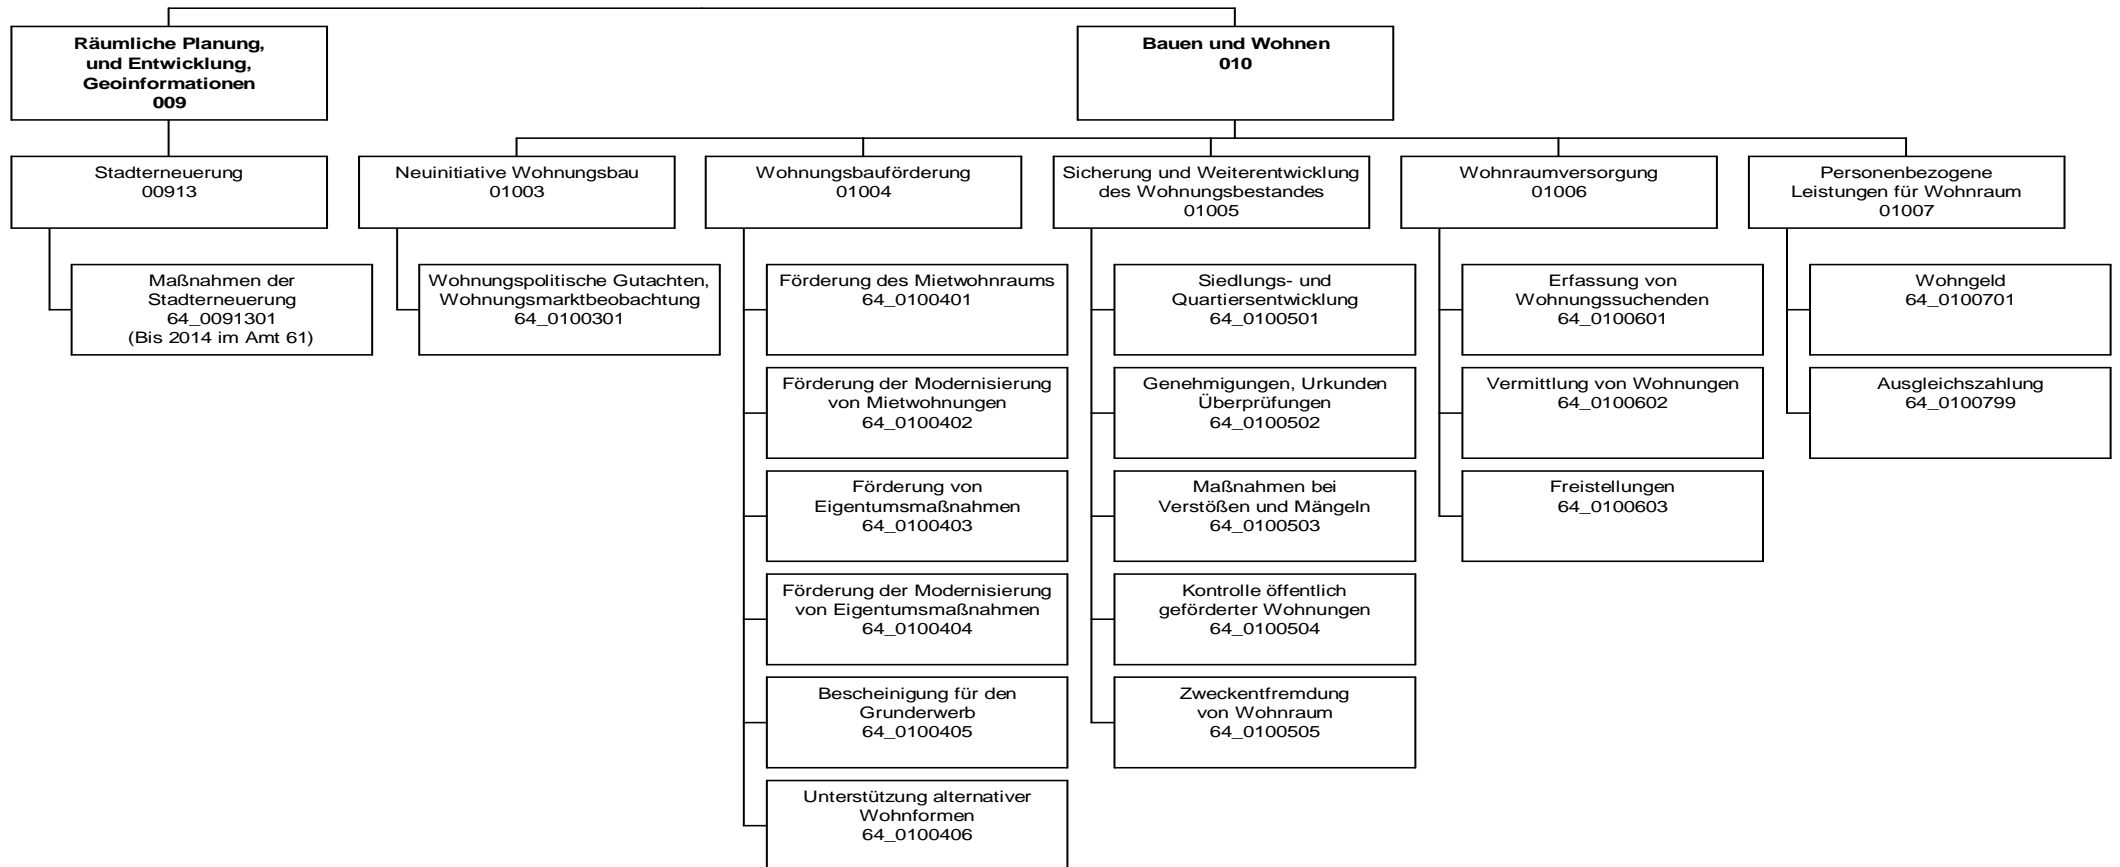 Räumliche Planung,
und Entwicklung,
Geoinformationen
009
Bauen und Wohnen
010
Stadterneuerung
00913
Neuinitiative Wohnungsbau
01003
Wohnungsbauförderung
01004
Sicherung und Weiterentwicklung
des Wohnungsbestandes
01005
Wohnraumversorgung
01006
Personenbezogene
Leistungen für Wohnraum
01007
Maßnahmen der
Stadterneuerung
64_0091301
(Bis 2014 im Amt 61)
Wohnungspolitische Gutachten,
Wohnungsmarktbeobachtung
64_0100301
Förderung des Mietwohnraums
64_0100401
Förderung der Modernisierung
von Mietwohnungen
64_0100402
Förderung von
Eigentumsmaßnahmen
64_0100403
Förderung der Modernisierung
von Eigentumsmaßnahmen
64_0100404
Bescheinigung für den
Grunderwerb
64_0100405
Unterstützung alternativer
Wohnformen
64_0100406
Siedlungs- und
Quartiersentwicklung
64_0100501
Genehmigungen, Urkunden
Überprüfungen
64_0100502
Maßnahmen bei
Verstößen und Mängeln
64_0100503
Kontrolle öffentlich
geförderter Wohnungen
64_0100504
Zweckentfremdung
von Wohnraum
64_0100505
Erfassung von
Wohnungssuchenden
64_0100601
Vermittlung von Wohnungen
64_0100602
Freistellungen
64_0100603
Wohngeld
64_0100701
Ausgleichszahlung
64_0100799